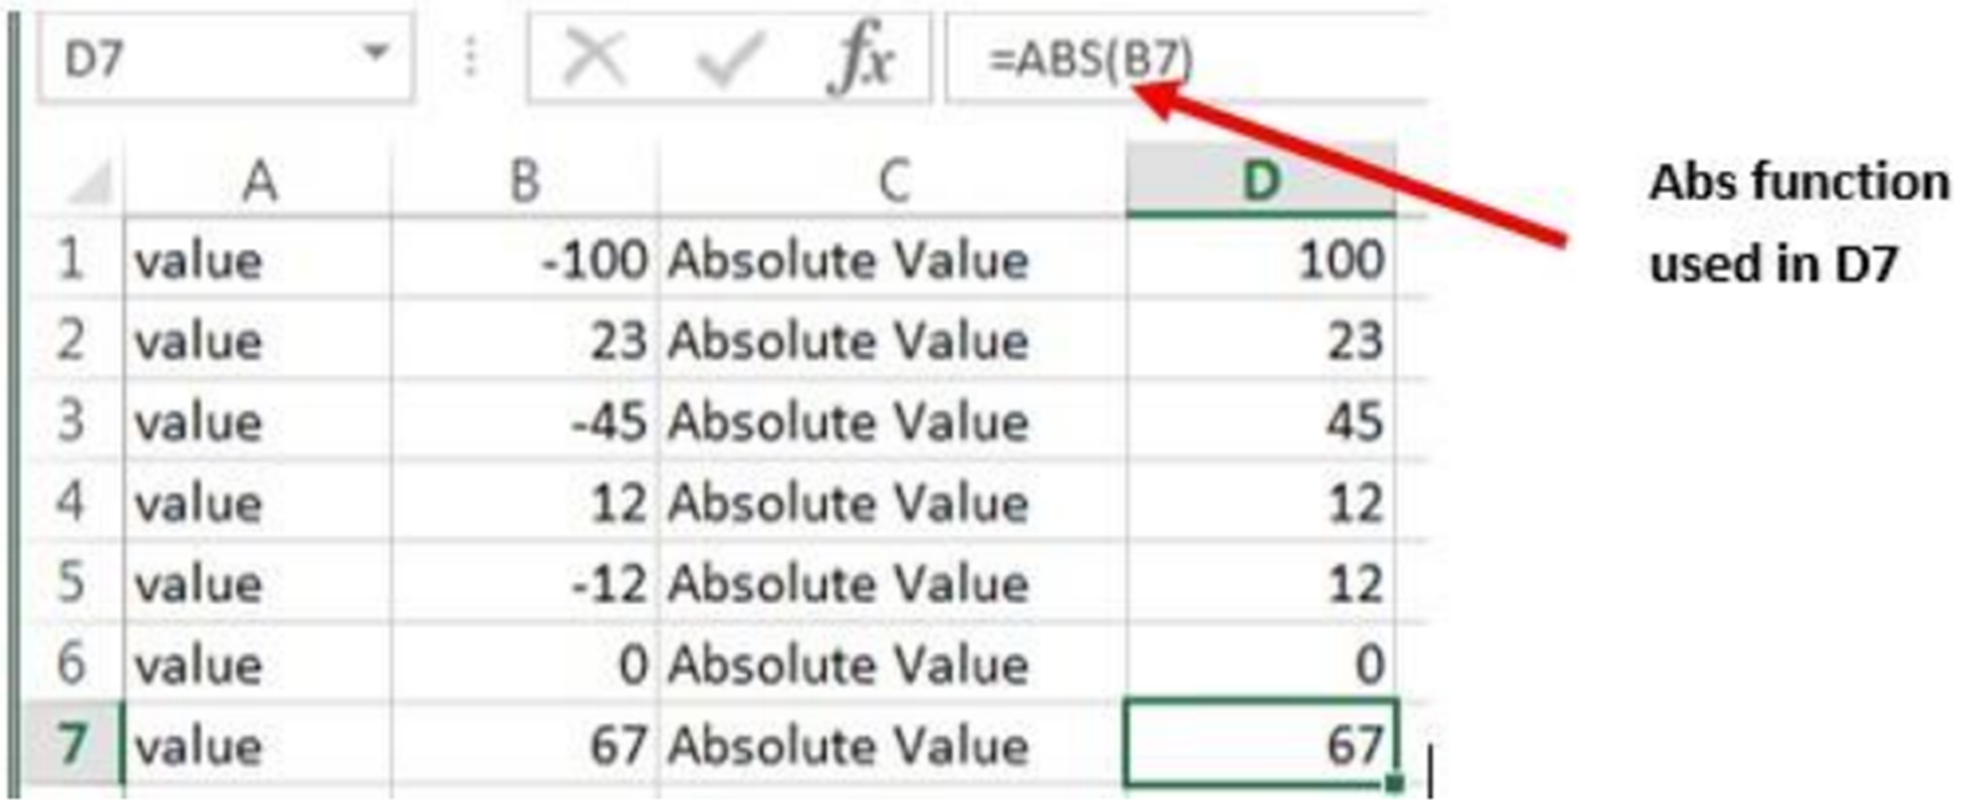 D7 fx =ABS(B7)
A B C D
1 value -100 Absolute Value 100
2 value 23 Absolute Value 23
3 value -45 Absolute Value 45
4 value 12 Absolute Value 12
5 value -12 Absolute Value 12
6 value 0 Absolute Value 0
7 value 67 Absolute Value 67
Abs function
used in D7